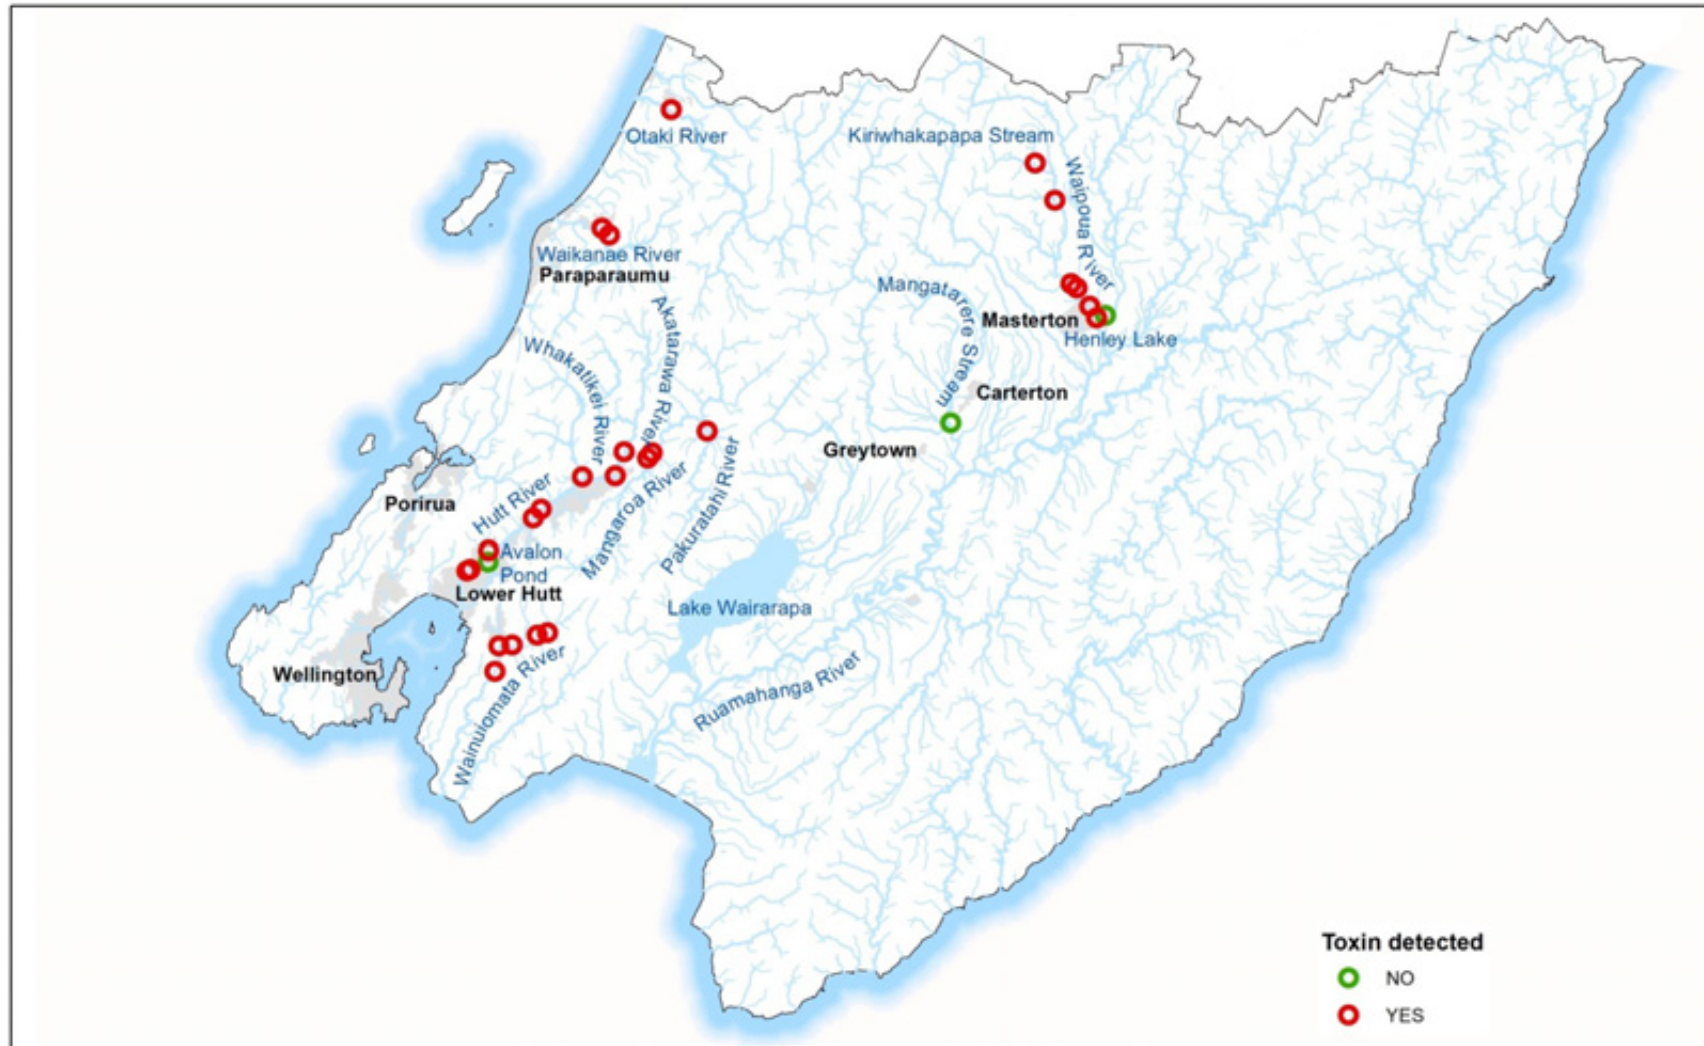 Otaki River
Kiriwhakapapa Stream
Waipoua River
Waikanae River
Paraparaumu
Mangatarere Stream
Akatarawa River
Masterton
Henley Lake
Whakatikei River
Carterton
Greytown
Porirua
Hutt River
Mangaroa River
Pakuratahi River
Avalon
Pond
Lower Hutt
Lake Wairarapa
Wellington
Wainuiomata River
Ruamahanga River
Toxin detected
NO
YES